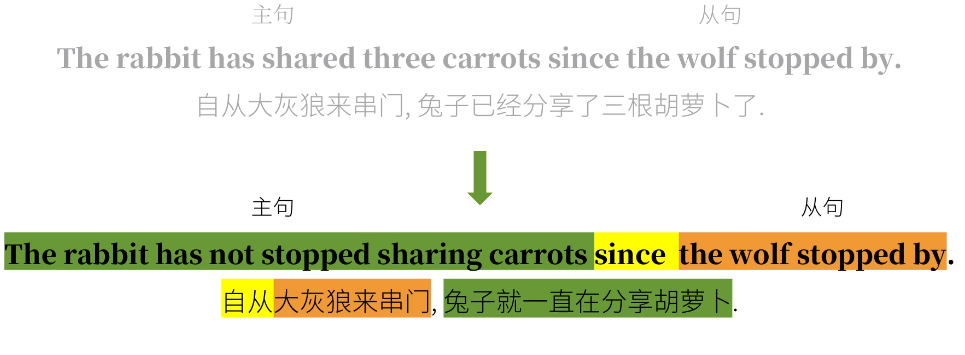 主句 从句
The rabbit has shared three carrots since the wolf stopped by.
自从大灰狼来串门, 兔子已经分享了三根胡萝卜了.
主句 从句
The rabbit has not stopped sharing carrots since the wolf stopped by.
自从大灰狼来串门, 兔子就一直在分享胡萝卜.